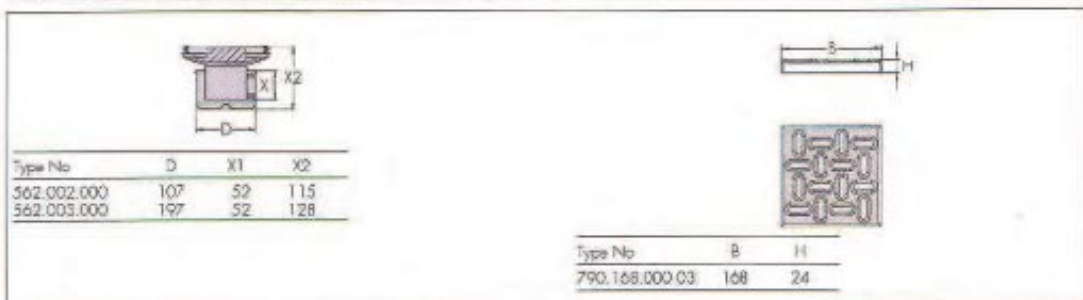 X X2
D
Type No D X1 X2
562.002.000 107 52 115
562.003.000 197 52 128
B
H
Type No B H
790.168.000.03 168 24